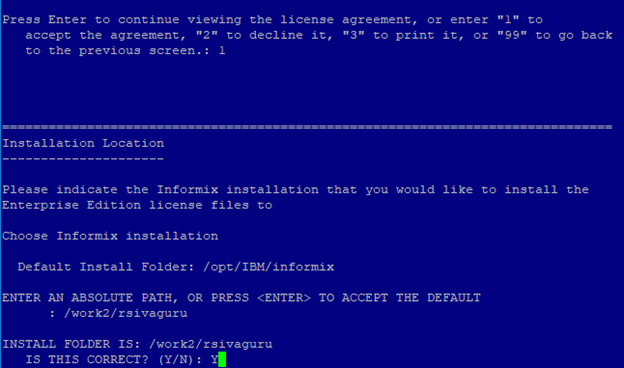 Press Enter to continue viewing the license agreement, or enter "1" to
accept the agreement, "2" to decline it, "3" to print it, or "99" to go back
to the previous screen.: 1
===============================================================================
Installation Location
---------------------
Please indicate the Informix installation that you would like to install the
Enterprise Edition license files to
Choose Informix installation
Default Install Folder: /opt/IBM/informix
ENTER AN ABSOLUTE PATH, OR PRESS <ENTER> TO ACCEPT THE DEFAULT
: /work2/rsivaguru
INSTALL FOLDER IS: /work2/rsivaguru
IS THIS CORRECT? (Y/N): Y